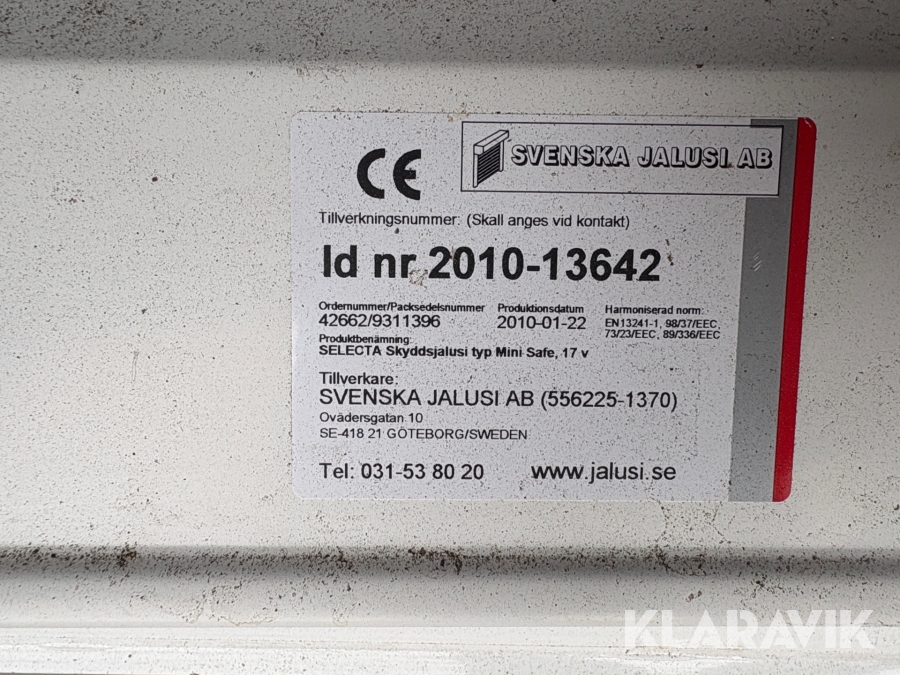 CE
SVENSKA JALUSI AB
Tillverkningsnummer: (Skall anges vid kontakt)
Id nr 2010-13642
Ordernummer/Packsedelsnummer
42662/9311396
Produktionsdatum
2010-01-22
Harmoniserad norm:
EN13241-1, 98/37/EEC,
73/23/EEC, 89/336/EEC
Produktbenämning:
SELECTA Skyddsjalusi typ Mini Safe, 17 v
Tillverkare:
SVENSKA JALUSI AB (556225-1370)
Ovädersgatan 10
SE-418 21 GÖTEBORG/SWEDEN
Tel: 031-53 80 20 www.jalusi.se
KLARAVIK